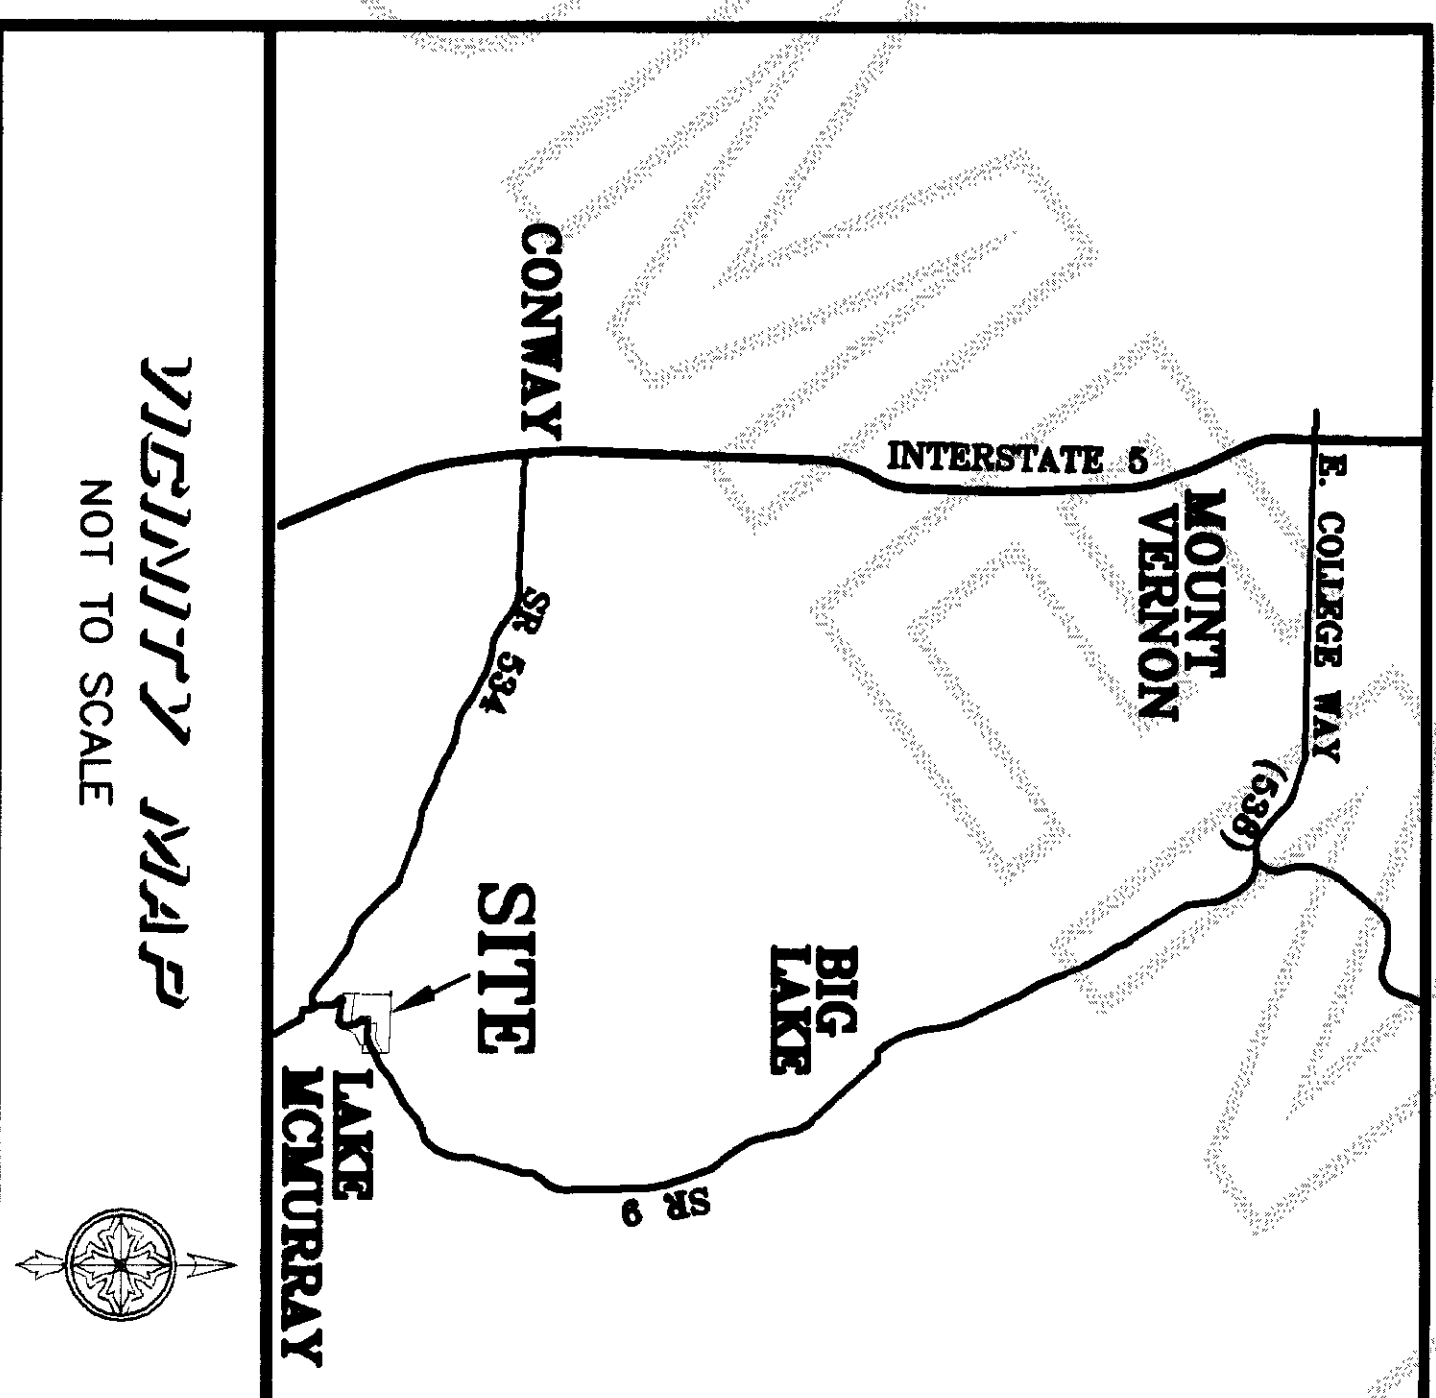 E. COLLEGE WAY
(538)
INTERSTATE 5
MOUNT
VERNON
BIG
LAKE
SR 9
CONWAY
SR 534
SITE
LAKE
MCMURRAY
VICINITY MAP
NOT TO SCALE